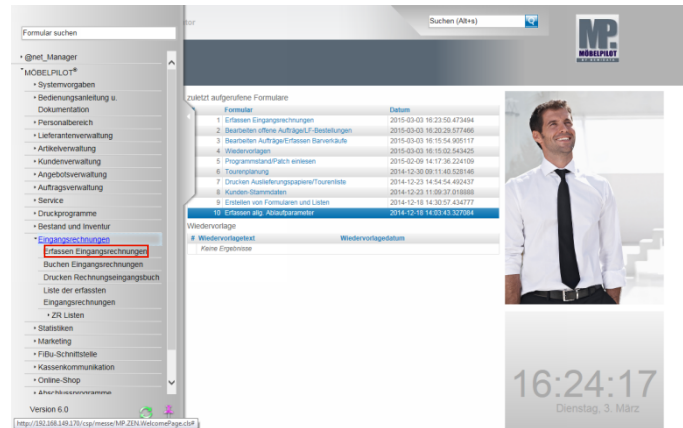 itor
Suchen (Alt+s)
MP.
MÖBELPILOT
Formular suchen
@net_Manager
MÖBELPILOT®
Systemvorgaben
Bedienungsanleitung u.
Dokumentation
Personalbereich
Lieferantenverwaltung
Artikelverwaltung
Kundenverwaltung
Angebotsverwaltung
Auftragsverwaltung
Service
Druckprogramme
Bestand und Inventur
Eingangsrechnungen
Erfassen Eingangsrechnungen
Buchen Eingangsrechnungen
Drucken Rechnungseingangsbuch
Liste der erfassten
Eingangsrechnungen
ZR Listen
Statistiken
Marketing
FiBu-Schnittstelle
Kassenkommunikation
Online-Shop
Abschlussprogramme
Version 6.0
http://192.168.149.170/csp/messe/MP.ZEN.WelcomePage.cls#
zuletzt aufgerufene Formulare
Formular Datum
1 Erfassen Eingangsrechnungen 2015-03-03 16:23:50.473494
2 Bearbeiten offene Aufträge/LF-Bestellungen 2015-03-03 16:20:29.577466
3 Bearbeiten Aufträge/Erfassen Barverkäufe 2015-03-03 16:15:54.905117
4 Wiedervorlagen 2015-03-03 16:15:02.543425
5 Programmstand/Patch einlesen 2015-02-09 14:17:36.224109
6 Tourenplanung 2014-12-30 09:11:40.528146
7 Drucken Auslieferungspapiere/Tourenliste 2014-12-23 14:54:54.492437
8 Kunden-Stammdaten 2014-12-23 11:09:37.018888
9 Erstellen von Formularen und Listen 2014-12-18 14:30:57.434777
10 Erfassen allg. Ablaufparameter 2014-12-18 14:03:43.327084
Wiedervorlage
# Wiedervorlagetext Wiedervorlagedatum
Keine Ergebnisse
16:24:17
Dienstag, 3. März